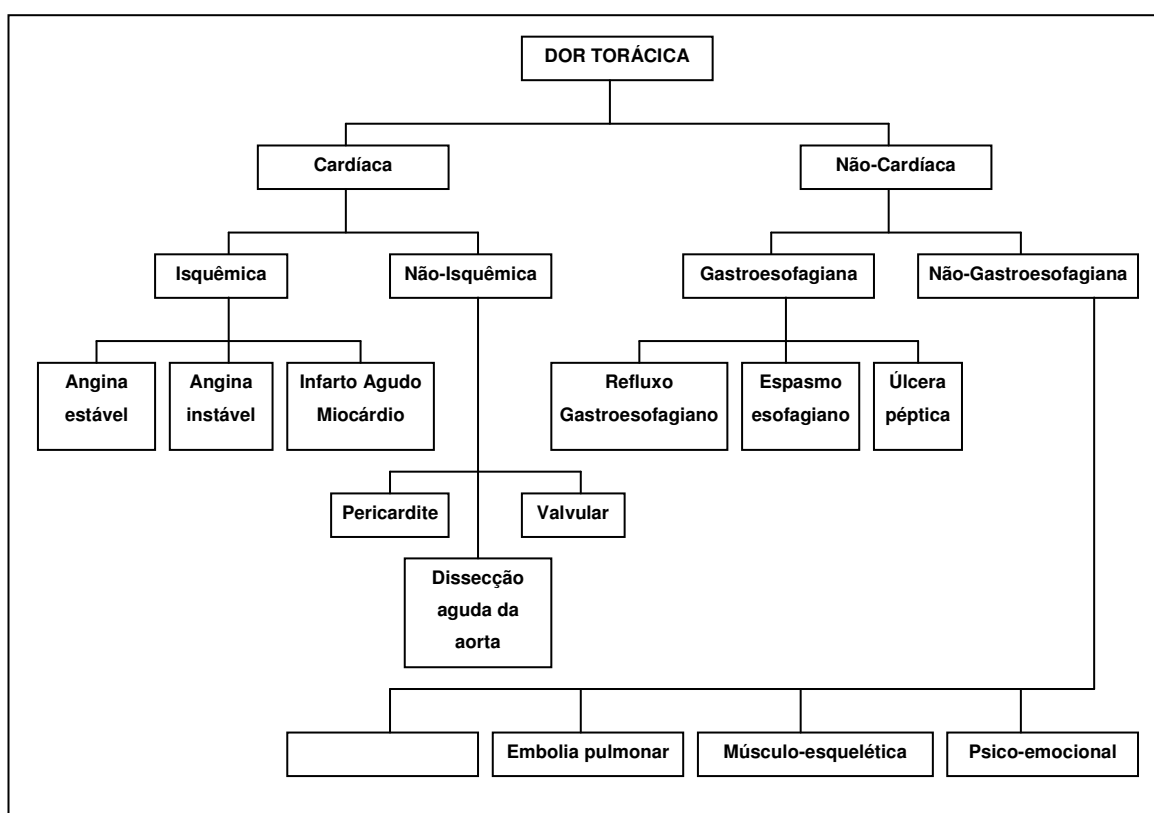 DOR TORÁCICA
Cardíaca
Não-Cardíaca
Isquêmica
Não-Isquêmica
Gastroesofagiana
Não-Gastroesofagiana
Angina
estável
Angina
instável
Infarto Agudo
Miocárdio
Refluxo
Gastroesofagiano
Espasmo
esofagiano
Úlcera
péptica
Pericardite
Valvular
Dissecção
aguda da
aorta
Embolia pulmonar
Músculo-esquelética
Psico-emocional